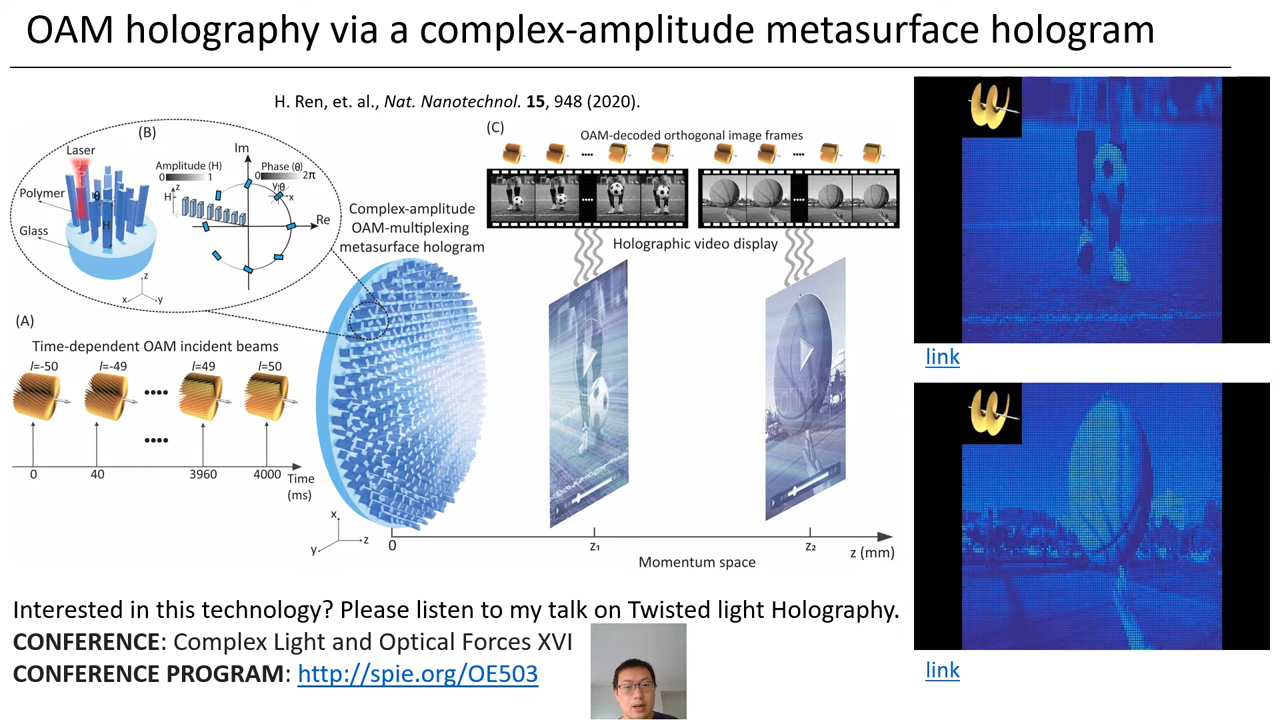 OAM holography via a complex-amplitude metasurface hologram
H. Ren, et. al., Nat. Nanotechnol. 15, 948 (2020).
(B)
Laser
Polymer
Glass
θ
H
z
x
y
Amplitude (H)
0
1
z
H
Im
Phase (θ)
0
2π
y
θ
x
Re
Complex-amplitude
OAM-multiplexing
metasurface hologram
(C)
OAM-decoded orthogonal image frames
Holographic video display
(A)
Time-dependent OAM incident beams
l=-50
l=-49
l=49
l=50
0
40
3960
4000
Time
(ms)
x
y
z
0
z₁
z₂
z (mm)
Momentum space
link
link
Interested in this technology? Please listen to my talk on Twisted light Holography.
CONFERENCE: Complex Light and Optical Forces XVI
CONFERENCE PROGRAM: http://spie.org/OE503